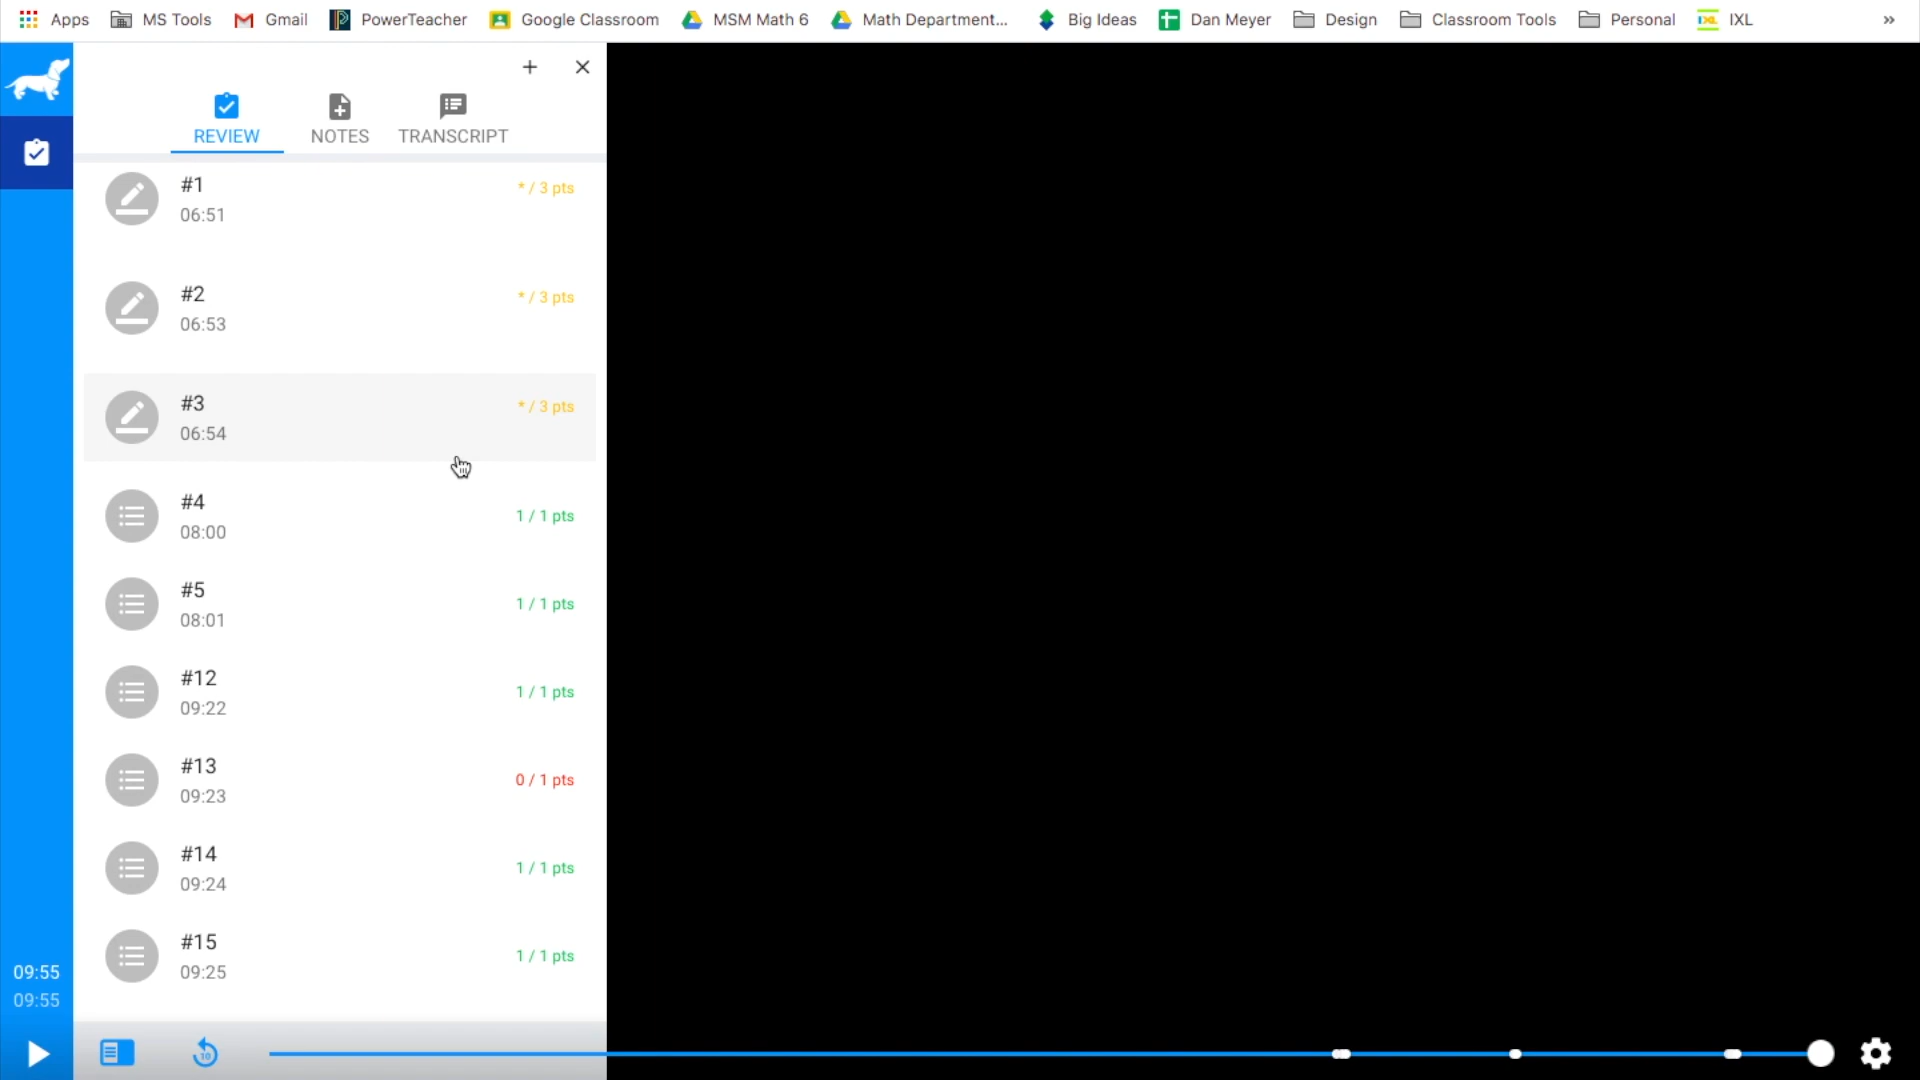 Apps MS Tools Gmail PowerTeacher Google Classroom MSM Math 6 Math Department... Big Ideas Dan Meyer Design Classroom Tools Personal IXL »
REVIEW NOTES TRANSCRIPT
#1 * / 3 pts
06:51
#2 * / 3 pts
06:53
#3 * / 3 pts
06:54
#4 1 / 1 pts
08:00
#5 1 / 1 pts
08:01
#12 1 / 1 pts
09:22
#13 0 / 1 pts
09:23
#14 1 / 1 pts
09:24
#15 1 / 1 pts
09:25
09:55
09:55
10